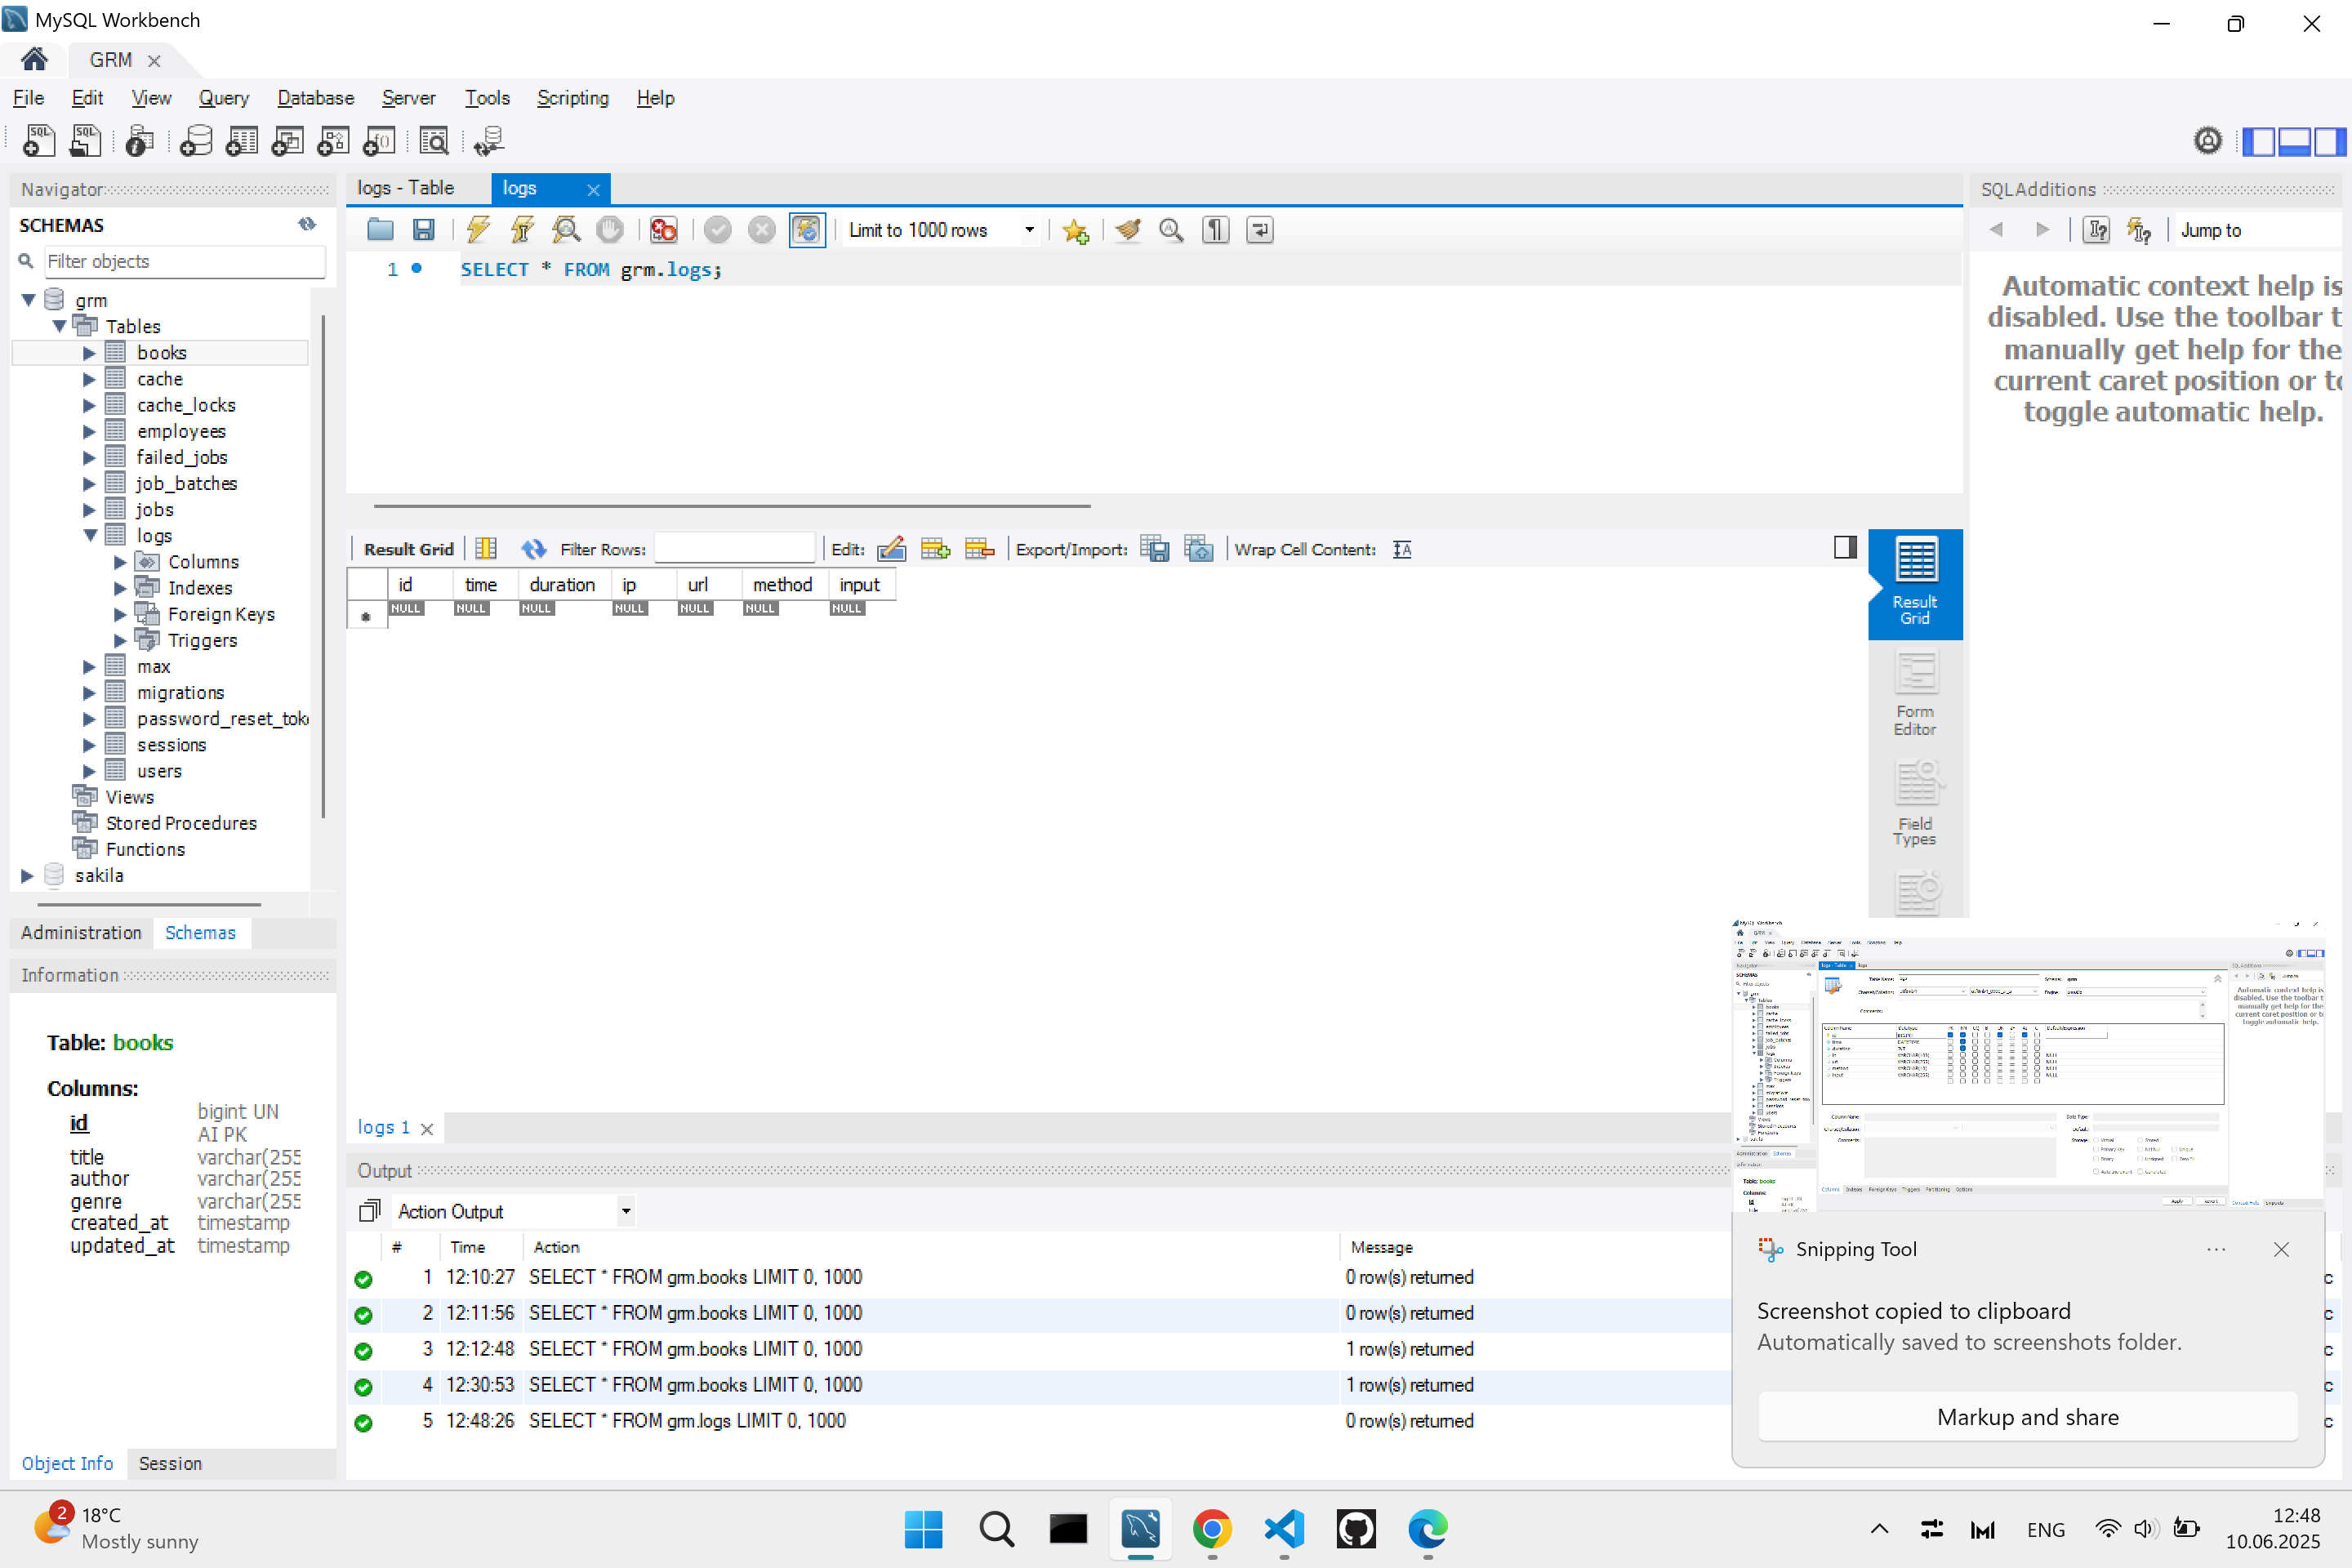 MySQL Workbench
GRM
File Edit View Query Database Server Tools Scripting Help
Navigator
SCHEMAS
Filter objects
grm
Tables
books
cache
cache_locks
employees
failed_jobs
job_batches
jobs
logs
Columns
Indexes
Foreign Keys
Triggers
max
migrations
password_reset_tok
sessions
users
Views
Stored Procedures
Functions
sakila
Administration Schemas
Information
Table: books
Columns:
id bigint UN
AI PK
title varchar(255
author varchar(255
genre varchar(255
created_at timestamp
updated_at timestamp
Object Info Session
logs - Table logs
Limit to 1000 rows
1 SELECT * FROM grm.logs;
Result Grid Filter Rows: Edit: Export/Import: Wrap Cell Content:
id time duration ip url method input
NULL NULL NULL NULL NULL NULL NULL
Result
Grid
Form
Editor
Field
Types
logs 1
Output
Action Output
# Time Action Message
1 12:10:27 SELECT * FROM grm.books LIMIT 0, 1000 0 row(s) returned
2 12:11:56 SELECT * FROM grm.books LIMIT 0, 1000 0 row(s) returned
3 12:12:48 SELECT * FROM grm.books LIMIT 0, 1000 1 row(s) returned
4 12:30:53 SELECT * FROM grm.books LIMIT 0, 1000 1 row(s) returned
5 12:48:26 SELECT * FROM grm.logs LIMIT 0, 1000 0 row(s) returned
SQLAdditions
Jump to
Automatic context help is
disabled. Use the toolbar t
manually get help for the
current caret position or to
toggle automatic help.
Snipping Tool
Screenshot copied to clipboard
Automatically saved to screenshots folder.
Markup and share
2
18°C
Mostly sunny
ENG
12:48
10.06.2025